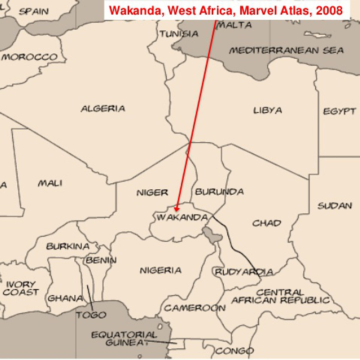 Wakanda, West Africa, Marvel Atlas, 2008
SPAIN
TUNISIA
MALTA
MEDITERRANEAN SEA
MOROCCO
ALGERIA
LIBYA
EGYPT
A
MALI
NIGER
BURUNDA
WAKANDA
CHAD
SUDAN
BURKINA
BENIN
NIGERIA
RUDYARDIA
IVORY
COAST
GHANA
TOGO
CAMEROON
CENTRAL
AFRICAN REPUBLIC
EQUATORIAL
GUINEA
CONGO